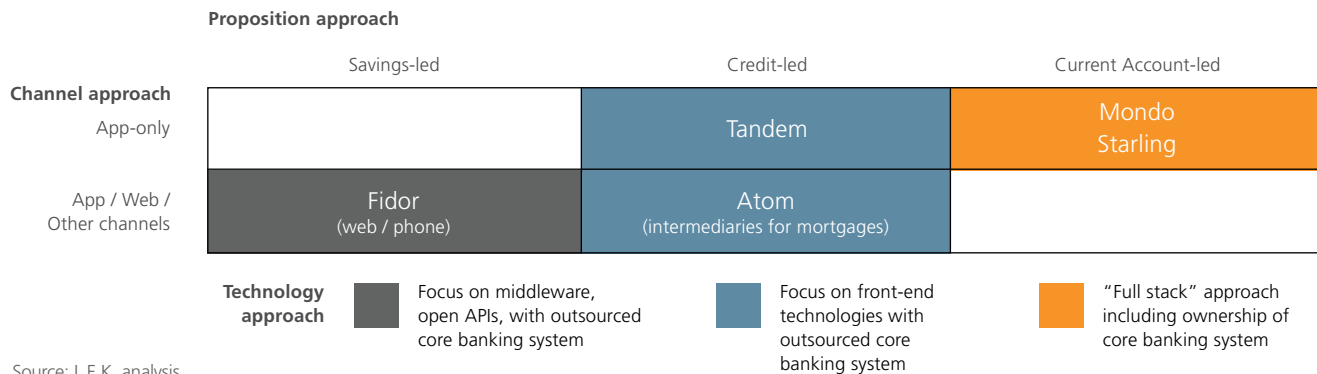 Proposition approach
Savings-led Credit-led Current Account-led
Channel approach
App-only
Tandem
Mondo
Starling
App / Web /
Other channels
Fidor
(web / phone)
Atom
(intermediaries for mortgages)
Technology
approach
Focus on middleware,
open APIs, with outsourced
core banking system
Focus on front-end
technologies with
outsourced core
banking system
“Full stack” approach
including ownership of
core banking system
Source: L.E.K. analysis